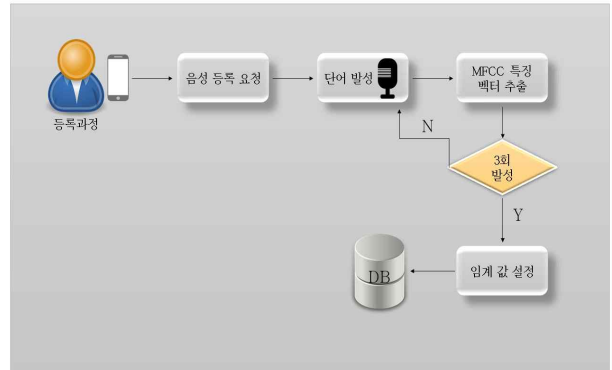 등록과정
음성 등록 요청
단어 발성
MFCC 특징
벡터 추출
3회
발성
N
Y
임계 값 설정
DB